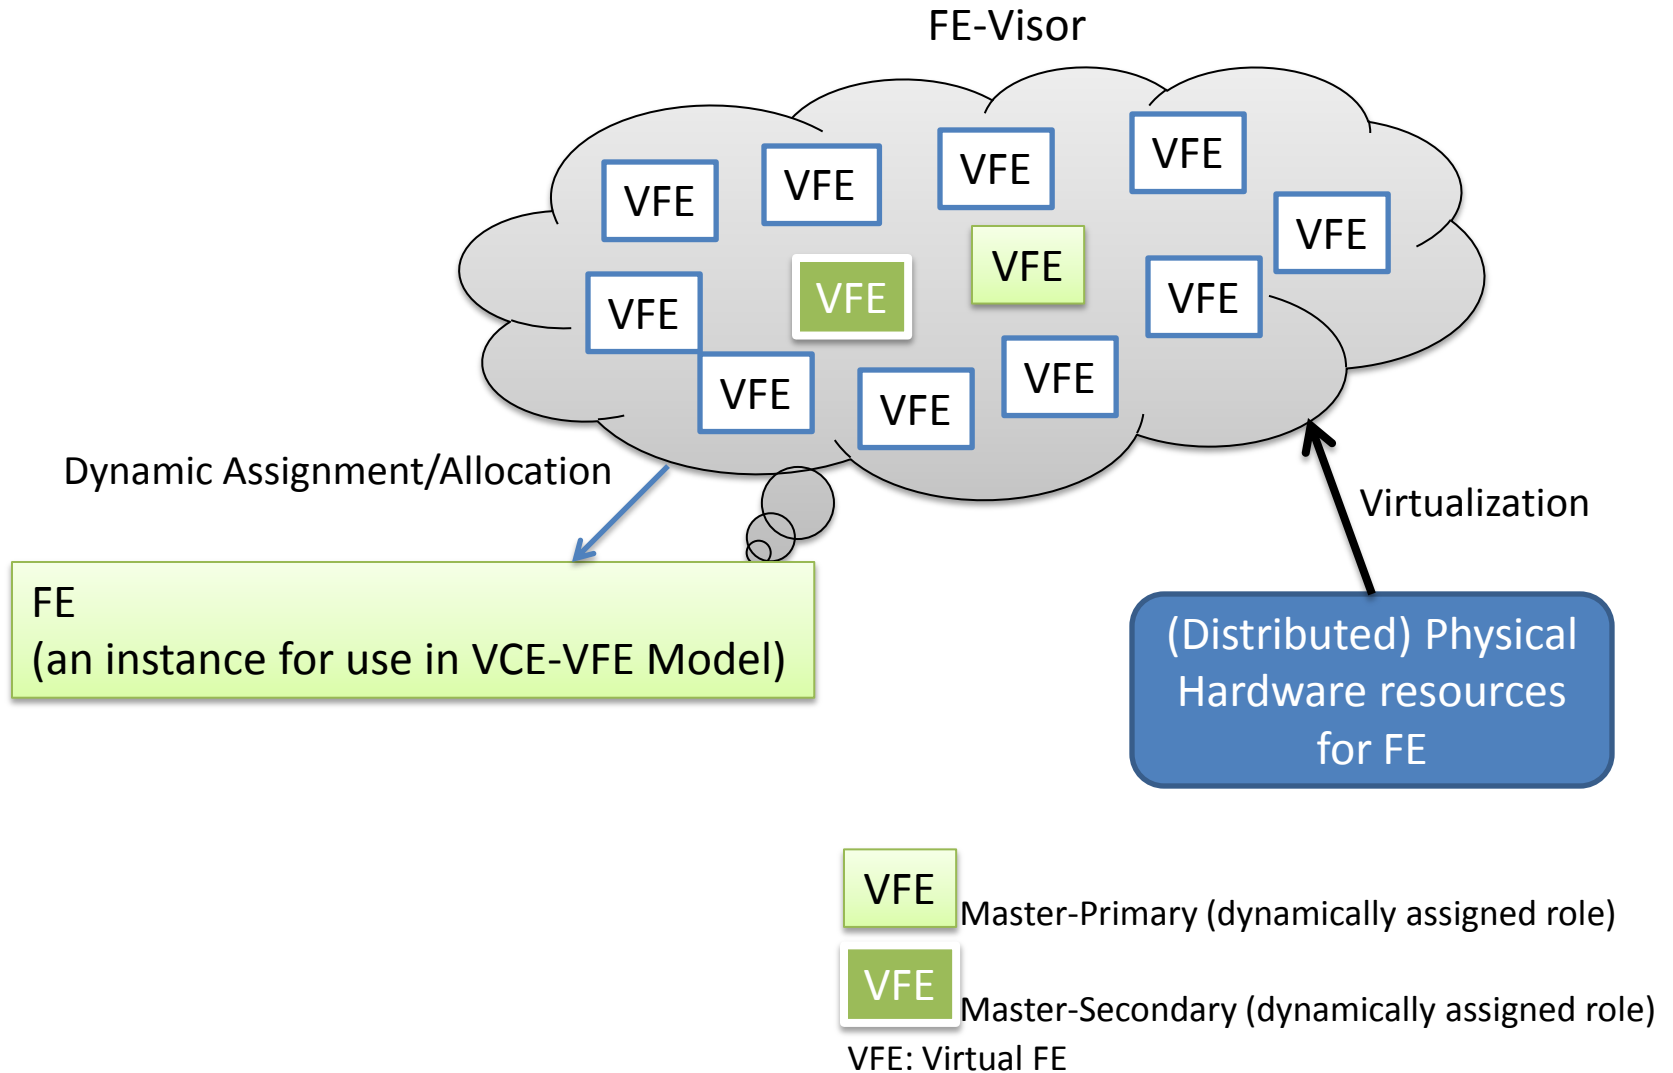 FE-Visor
VFE
VFE
VFE
VFE
VFE
VFE
VFE
VFE
VFE
VFE
VFE
VFE
Dynamic Assignment/Allocation
Virtualization
FE
(an instance for use in VCE-VFE Model)
(Distributed) Physical
Hardware resources
for FE
VFE
Master-Primary (dynamically assigned role)
VFE
Master-Secondary (dynamically assigned role)
VFE: Virtual FE